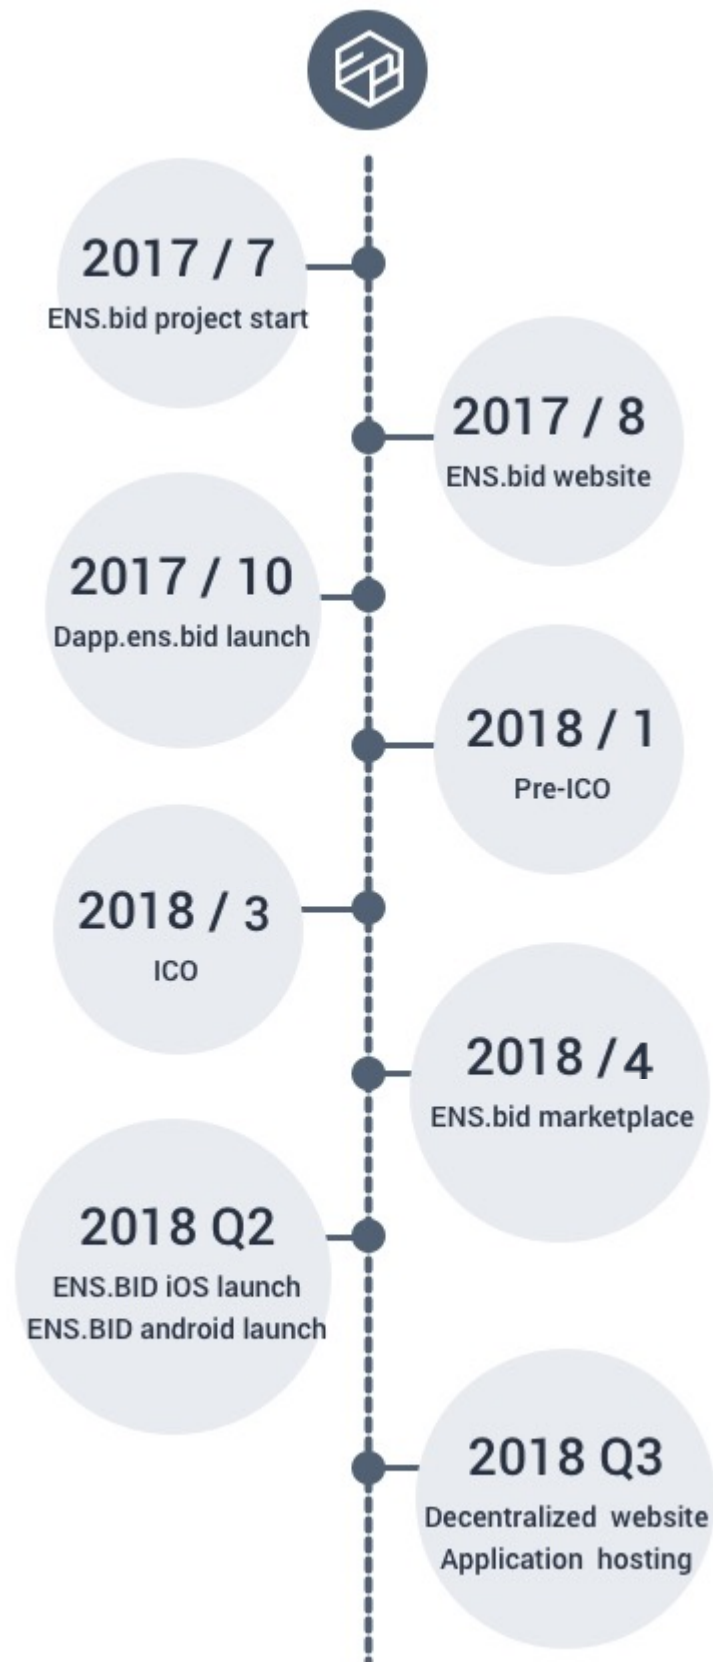 2017 / 7
ENS.bid project start
2017 / 8
ENS.bid website
2017 / 10
Dapp.ens.bid launch
2018 / 1
Pre-ICO
2018 / 3
ICO
2018 /4
ENS.bid marketplace
2018 Q2
ENS.BID iOS launch
ENS.BID android launch
2018 Q3
Decentralized website
Application hosting